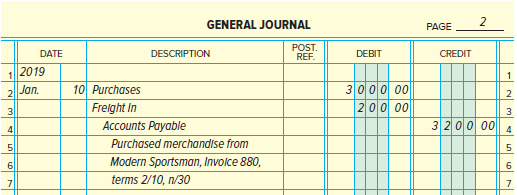 GENERAL JOURNAL PAGE 2
DATE DESCRIPTION POST. REF. DEBIT CREDIT
1 2019 1
2 Jan. 10 Purchases 3 0 0 0 00 2
3 Freight In 2 0 0 00 3
4 Accounts Payable 3 2 0 0 00 4
5 Purchased merchandise from 5
6 Modern Sportsman, Invoice 880, 6
7 terms 2/10, n/30 7